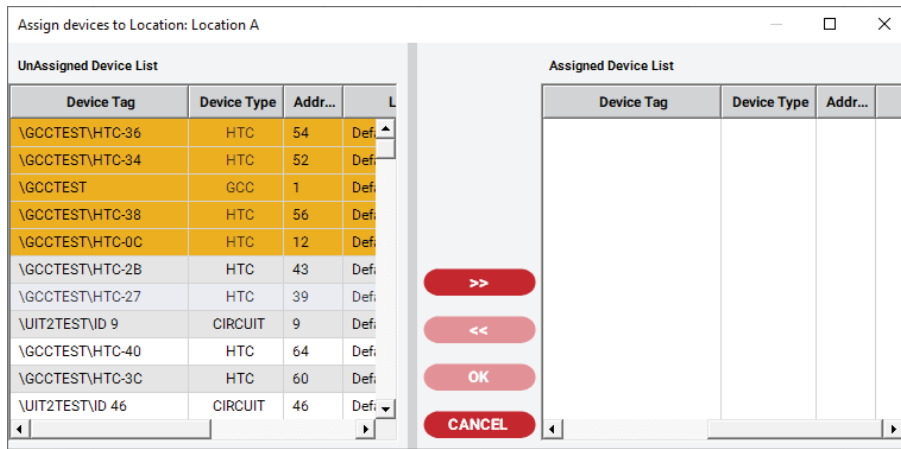 Assign devices to Location: Location A
UnAssigned Device List
Device Tag Device Type Addr... L
\GCCTEST\HTC-36 HTC 54 Defa
\GCCTEST\HTC-34 HTC 52 Defa
\GCCTEST GCC 1 Defa
\GCCTEST\HTC-38 HTC 56 Defa
\GCCTEST\HTC-0C HTC 12 Defa
\GCCTEST\HTC-2B HTC 43 Defa
\GCCTEST\HTC-27 HTC 39 Defa
\UIT2TEST\ID 9 CIRCUIT 9 Defa
\GCCTEST\HTC-40 HTC 64 Defa
\GCCTEST\HTC-3C HTC 60 Defa
\UIT2TEST\ID 46 CIRCUIT 46 Defa
>>
<<
OK
CANCEL
Assigned Device List
Device Tag Device Type Addr...